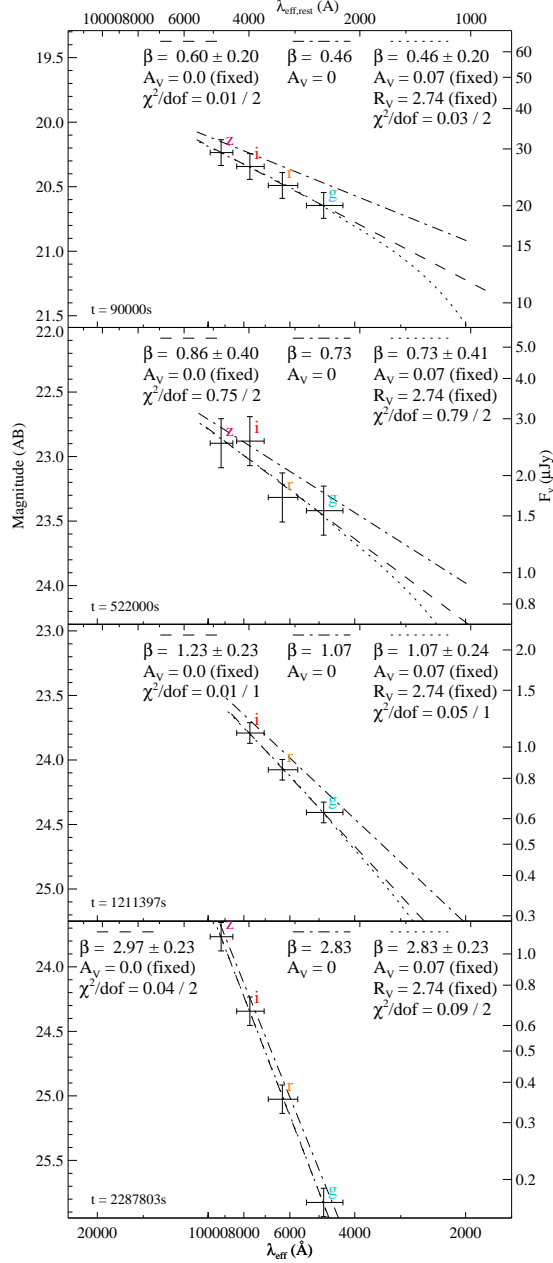 λeff,rest (A)
10000 8000 6000 4000 2000 1000
β = 0.60 ± 0.20 β = 0.46 β = 0.46 ± 0.20
AV = 0.0 (fixed) AV = 0 AV = 0.07 (fixed)
χ²/dof = 0.01 / 2 RV = 2.74 (fixed)
χ²/dof = 0.03 / 2
19.5 20.0 20.5 21.0 21.5
60 50 40 30 20 15 10
z i r g
t = 90000s
β = 0.86 ± 0.40 β = 0.73 β = 0.73 ± 0.41
AV = 0.0 (fixed) AV = 0 AV = 0.07 (fixed)
χ²/dof = 0.75 / 2 RV = 2.74 (fixed)
χ²/dof = 0.79 / 2
22.0 22.5 23.0 23.5 24.0
5.0 4.0 3.0 2.0 1.5 1.0 0.8
z i r g
Magnitude (AB)
Fν (µJy)
t = 522000s
β = 1.23 ± 0.23 β = 1.07 β = 1.07 ± 0.24
AV = 0.0 (fixed) AV = 0 AV = 0.07 (fixed)
χ²/dof = 0.01 / 1 RV = 2.74 (fixed)
χ²/dof = 0.05 / 1
23.0 23.5 24.0 24.5 25.0
2.0 1.5 1.0 0.8 0.6 0.5 0.4 0.3
i r g
t = 1211397s
β = 2.97 ± 0.23 β = 2.83 β = 2.83 ± 0.23
AV = 0.0 (fixed) AV = 0 AV = 0.07 (fixed)
χ²/dof = 0.04 / 2 RV = 2.74 (fixed)
χ²/dof = 0.09 / 2
24.0 24.5 25.0 25.5
1.0 0.8 0.6 0.5 0.4 0.3 0.2
z i r g
t = 2287803s
20000 10000 8000 6000 4000 2000
λeff (Å)